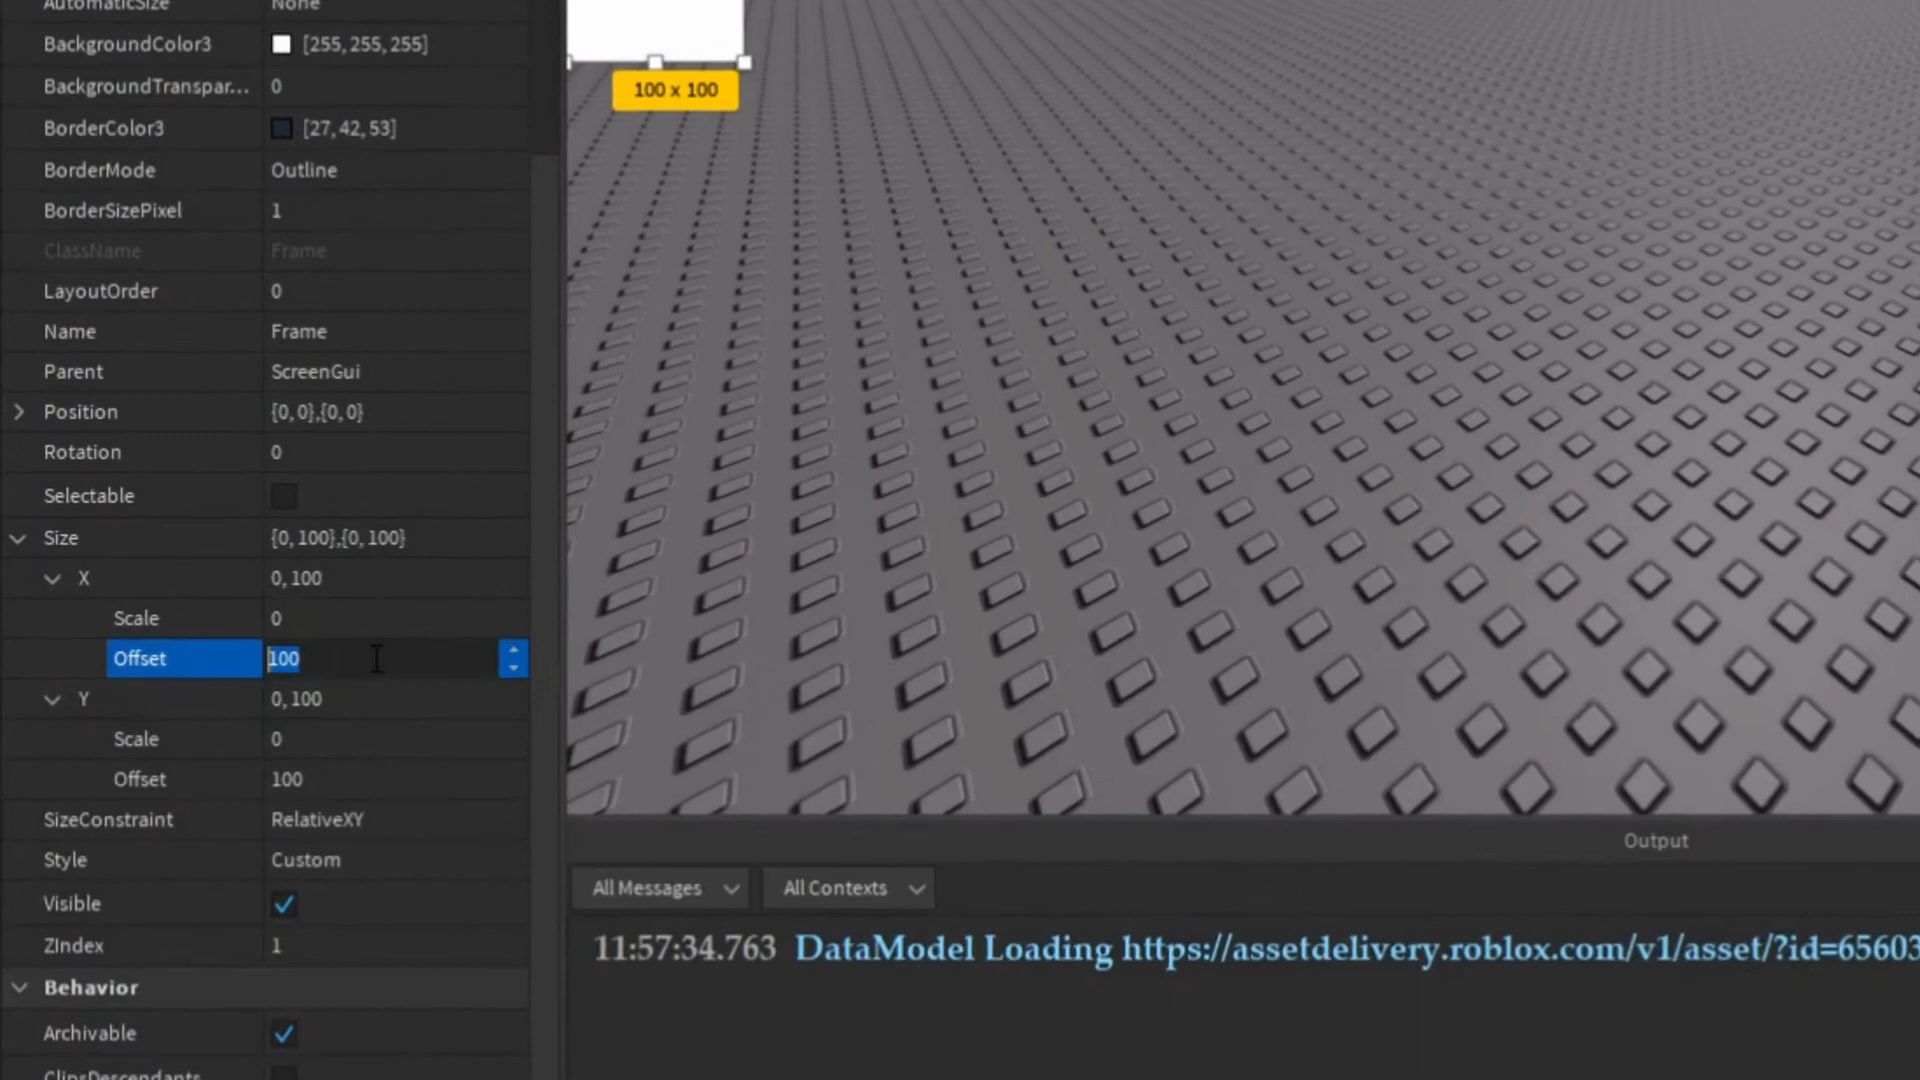 AutomaticSize None
BackgroundColor3 [255, 255, 255]
BackgroundTranspar... 0
BorderColor3 [27, 42, 53]
BorderMode Outline
BorderSizePixel 1
ClassName Frame
LayoutOrder 0
Name Frame
Parent ScreenGui
Position {0, 0},{0, 0}
Rotation 0
Selectable
Size {0, 100},{0, 100}
X 0, 100
Scale 0
Offset 100
Y 0, 100
Scale 0
Offset 100
SizeConstraint RelativeXY
Style Custom
Visible
ZIndex 1
Behavior
Archivable
ClipsDescendants
100 x 100
Output
All Messages All Contexts
11:57:34.763 DataModel Loading https://assetdelivery.roblox.com/v1/asset/?id=65603